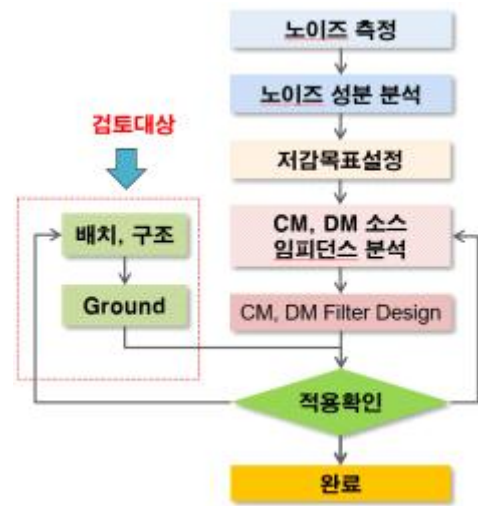 노이즈 측정
노이즈 성분 분석
검토대상
저감목표설정
배치, 구조
CM, DM 소스
임피던스 분석
Ground
CM, DM Filter Design
적용확인
완료